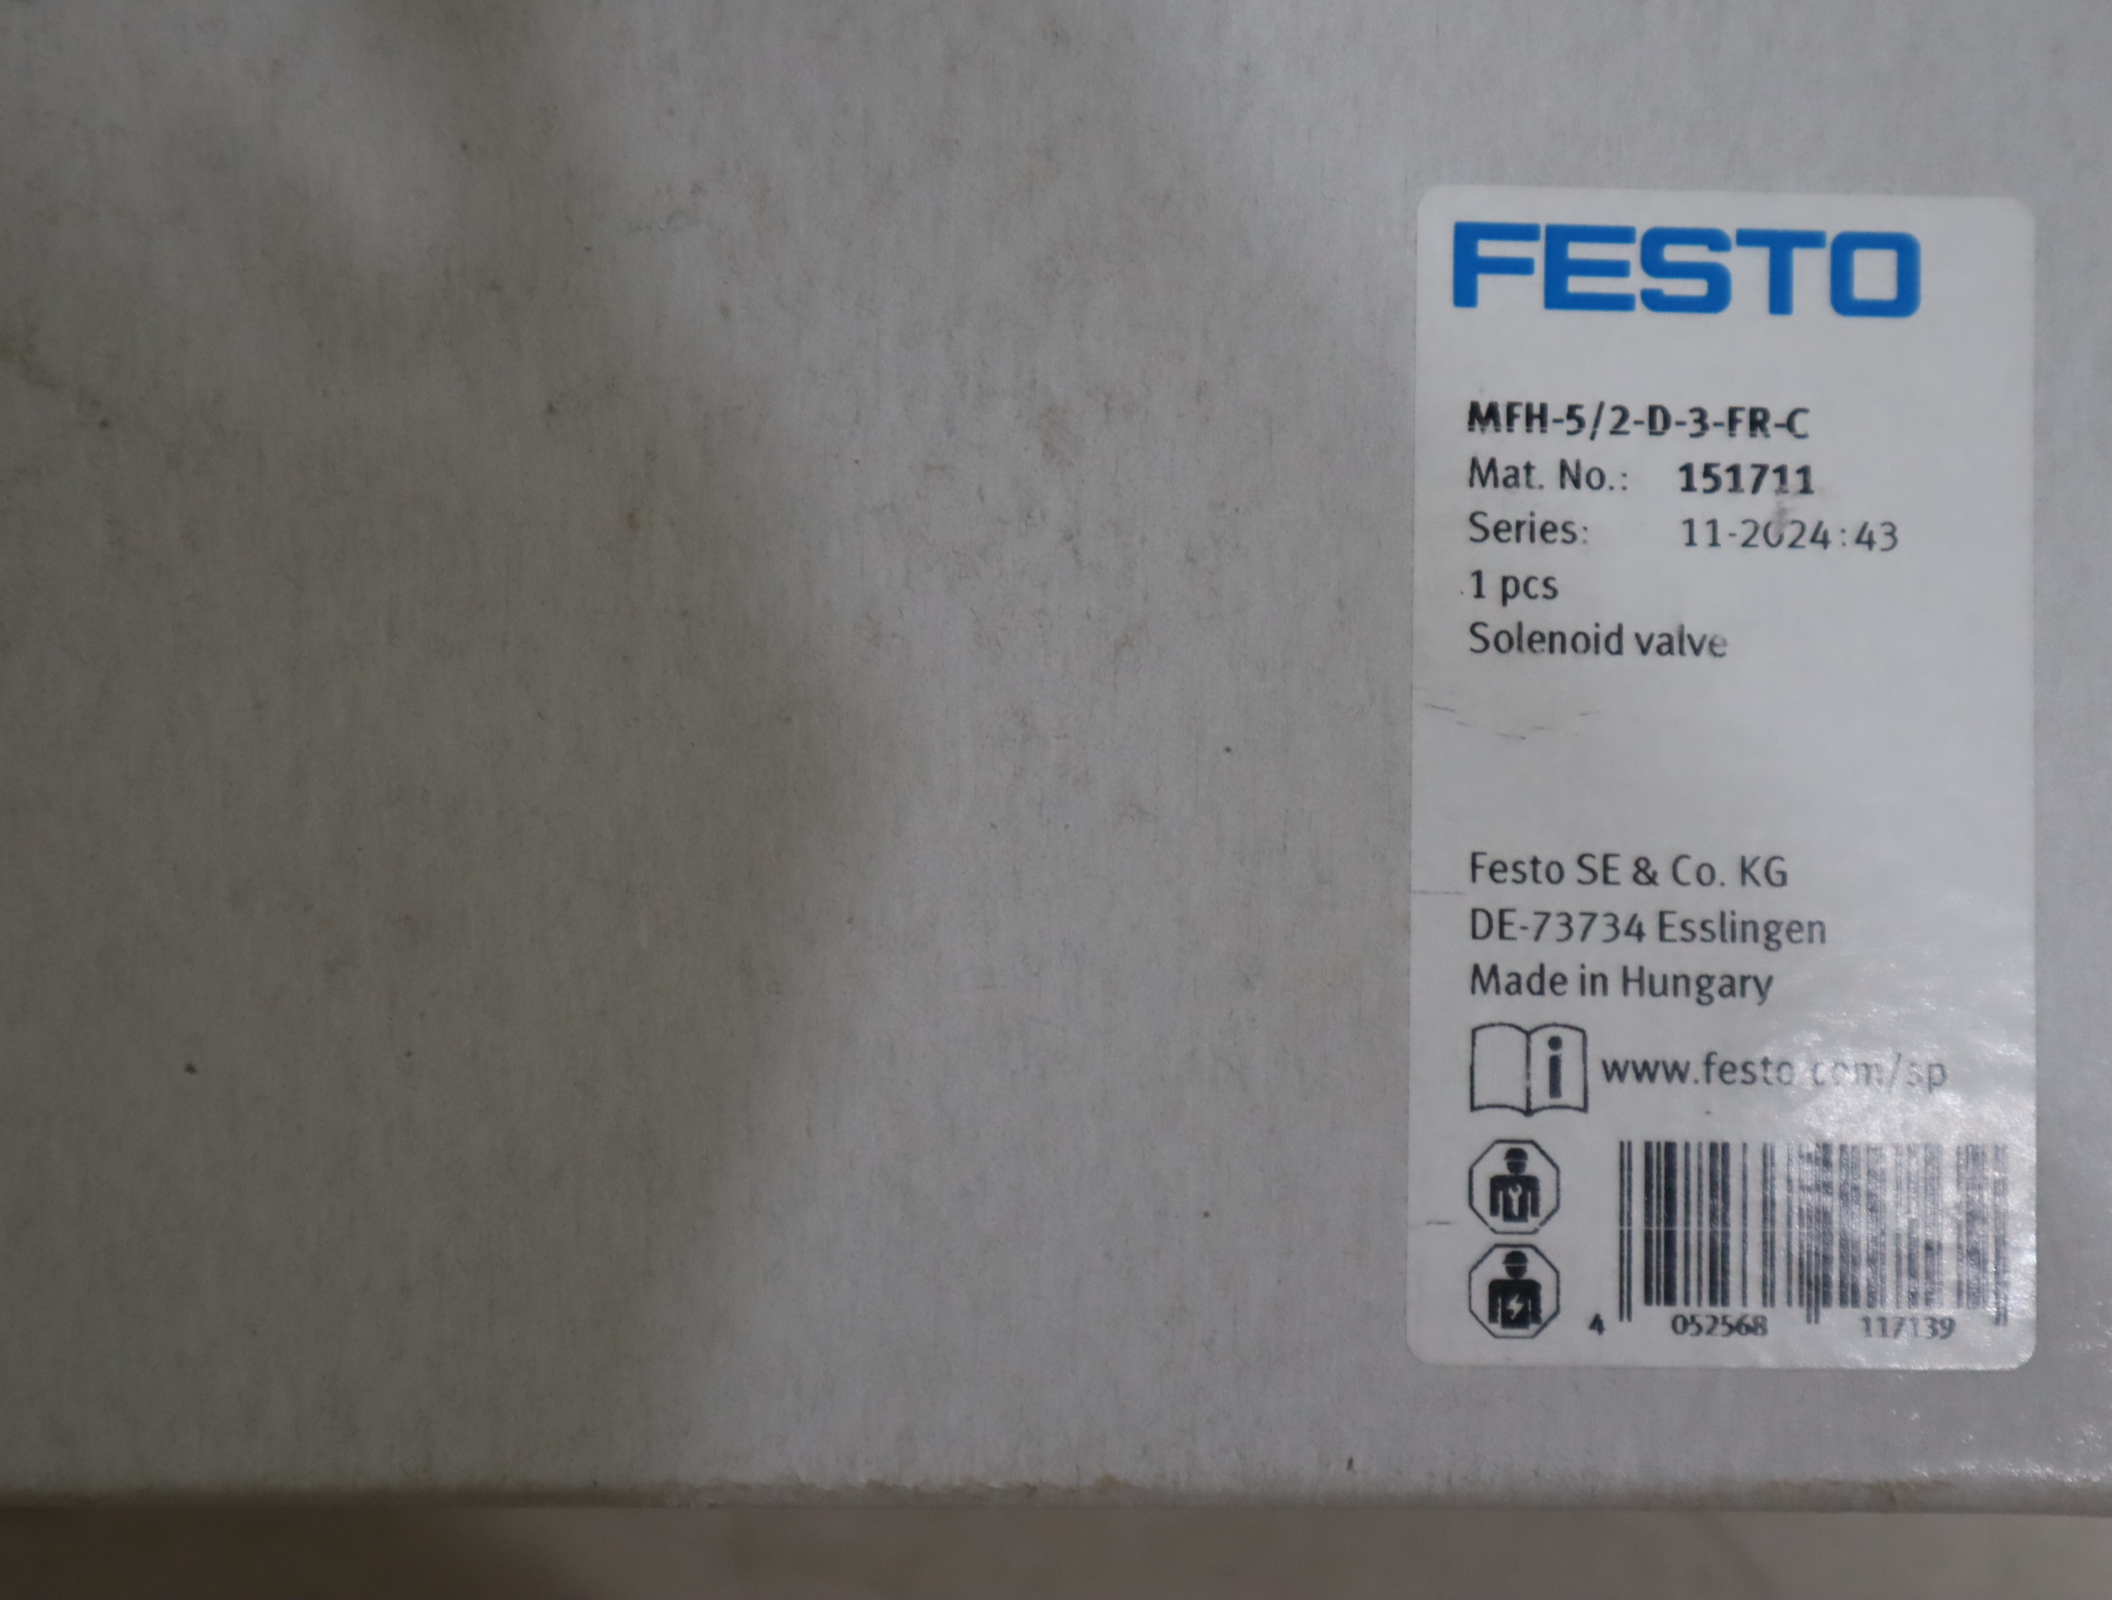 FESTO
MFH-5/2-D-3-FR-C
Mat. No.: 151711
Series: 11-2024:43
1 pcs
Solenoid valve
Festo SE & Co. KG
DE-73734 Esslingen
Made in Hungary
www.festo.com/sp
4 052568 117139